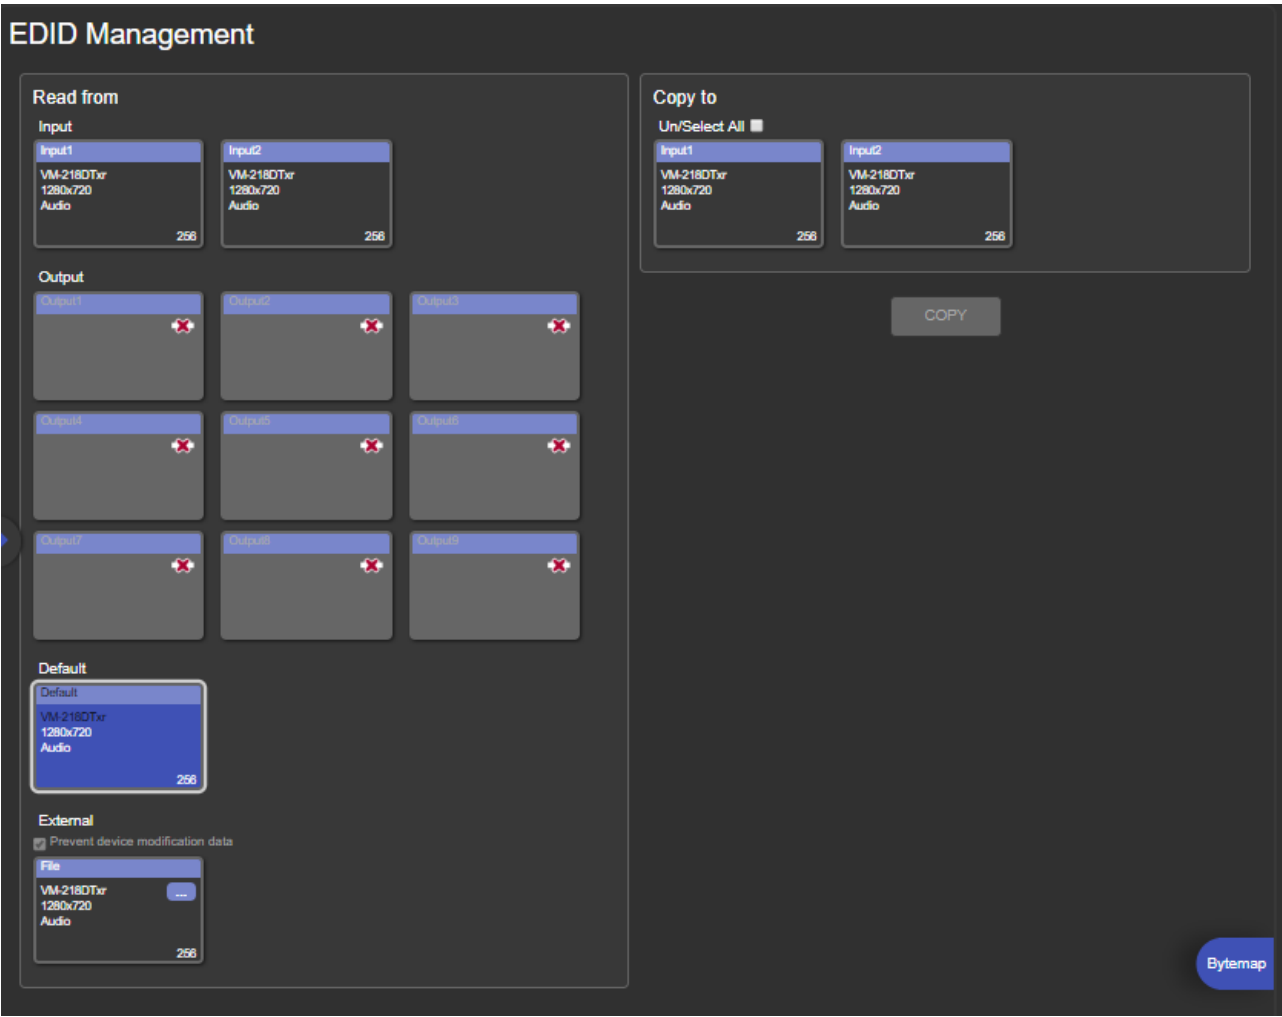 EDID Management
Read from
Input
Input1
VM-218DTxr
1280x720
Audio
256
Input2
VM-218DTxr
1280x720
Audio
256
Output
Output1
Output2
Output3
Output4
Output5
Output6
Output7
Output8
Output9
Default
Default
VM-218DTxr
1280x720
Audio
256
External
Prevent device modification data
File
VM-218DTxr
...
1280x720
Audio
256
Copy to
Un/Select All
Input1
VM-218DTxr
1280x720
Audio
256
Input2
VM-218DTxr
1280x720
Audio
256
COPY
Bytemap